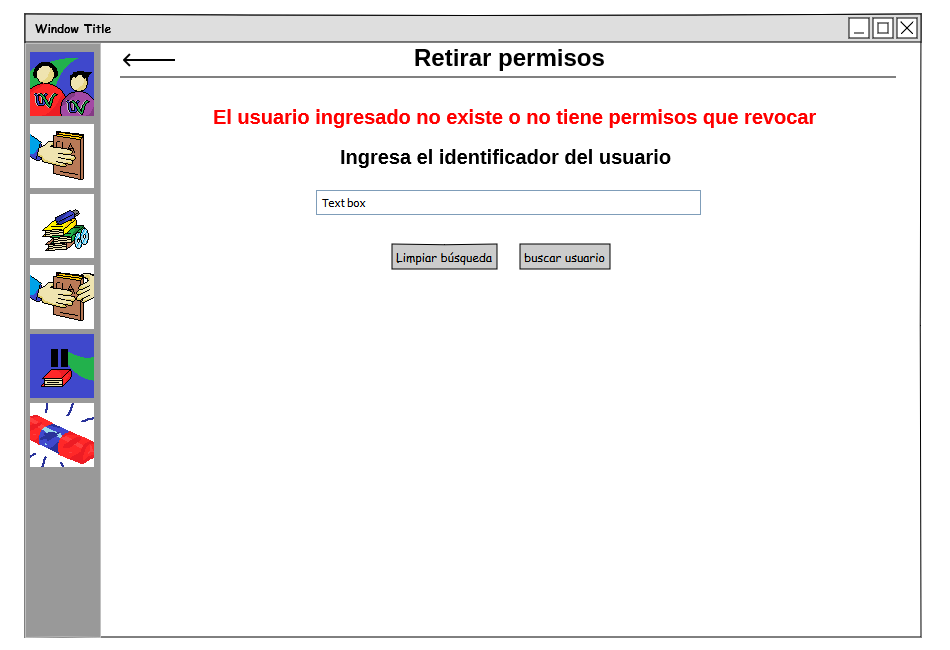 Window Title
Retirar permisos
El usuario ingresado no existe o no tiene permisos que revocar
Ingresa el identificador del usuario
Text box
Limpiar búsqueda
buscar usuario